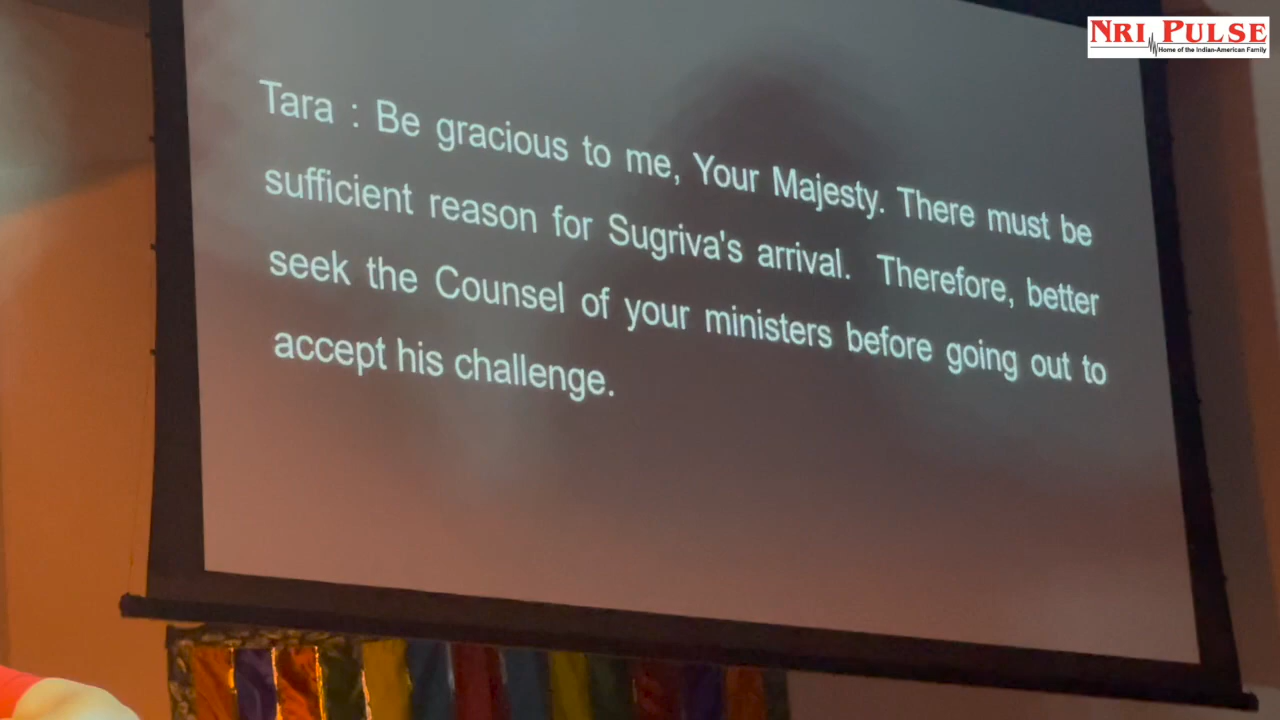 NRI PULSE
Home of the Indian-American Family
Tara : Be gracious to me, Your Majesty. There must be
sufficient reason for Sugriva's arrival. Therefore, better
seek the Counsel of your ministers before going out to
accept his challenge.